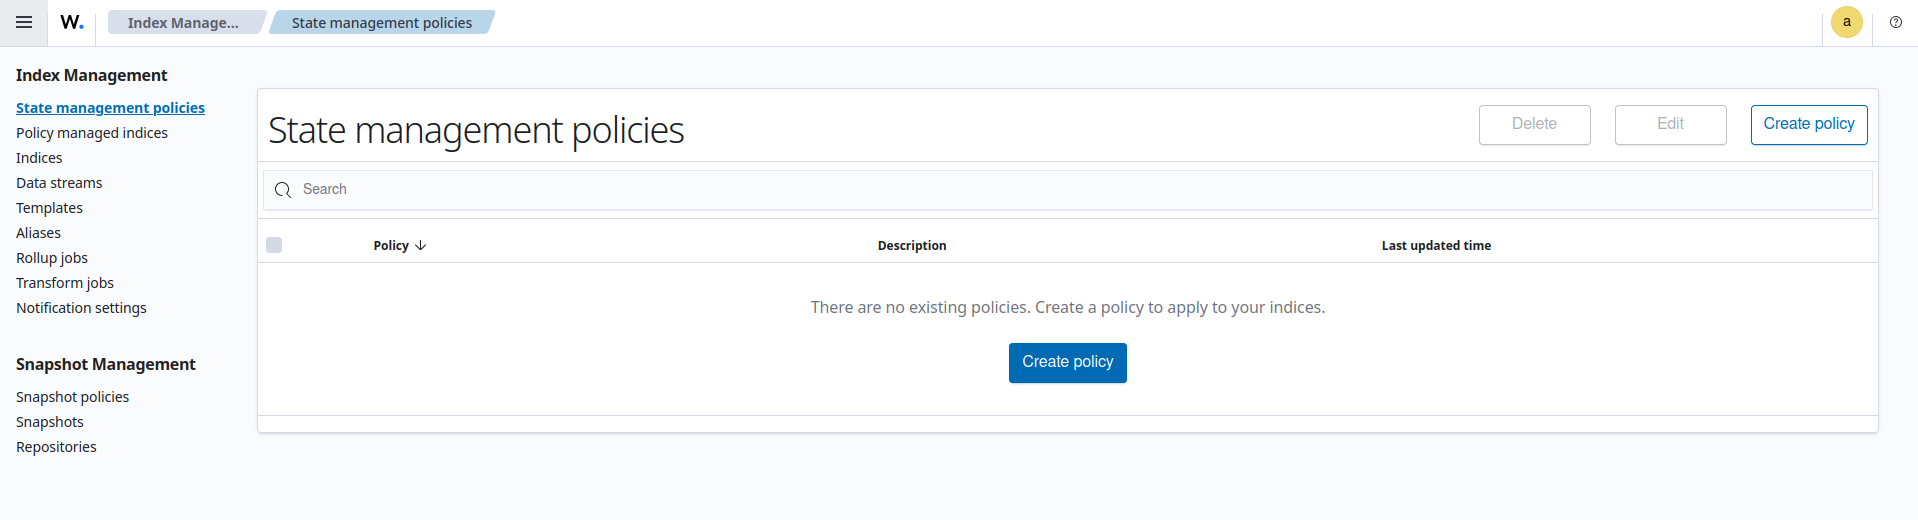 W.
Index Manage...
State management policies
a
Index Management
State management policies
Policy managed indices
Indices
Data streams
Templates
Aliases
Rollup jobs
Transform jobs
Notification settings
Snapshot Management
Snapshot policies
Snapshots
Repositories
State management policies
Delete
Edit
Create policy
Search
Policy
Description
Last updated time
There are no existing policies. Create a policy to apply to your indices.
Create policy